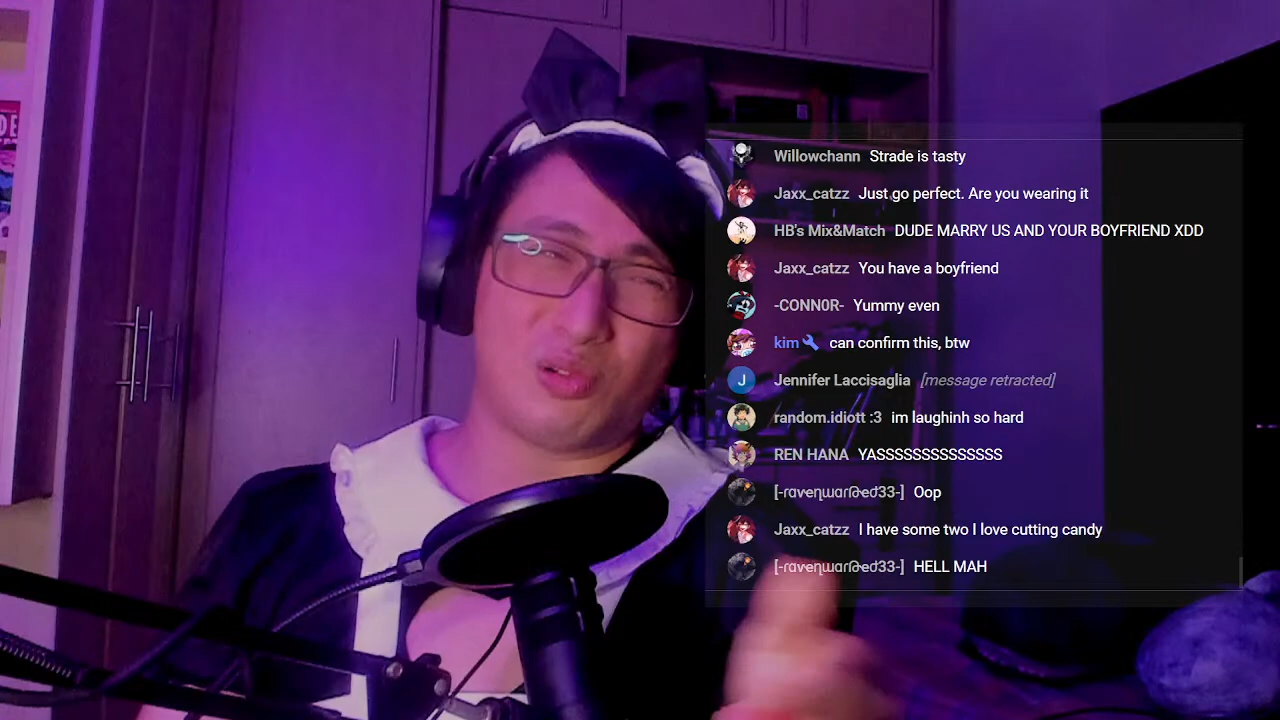 DE
Willowchann Strade is tasty
Jaxx_catzz Just go perfect. Are you wearing it
HB's Mix&Match DUDE MARRY US AND YOUR BOYFRIEND XDD
Jaxx_catzz You have a boyfriend
-CONN0R- Yummy even
kim can confirm this, btw
J Jennifer Laccisaglia [message retracted]
random.idiott :3 im laughinh so hard
REN HANA YASSSSSSSSSSSSSS
Oop
Jaxx_catzz I have some two I love cutting candy
HELL MAH